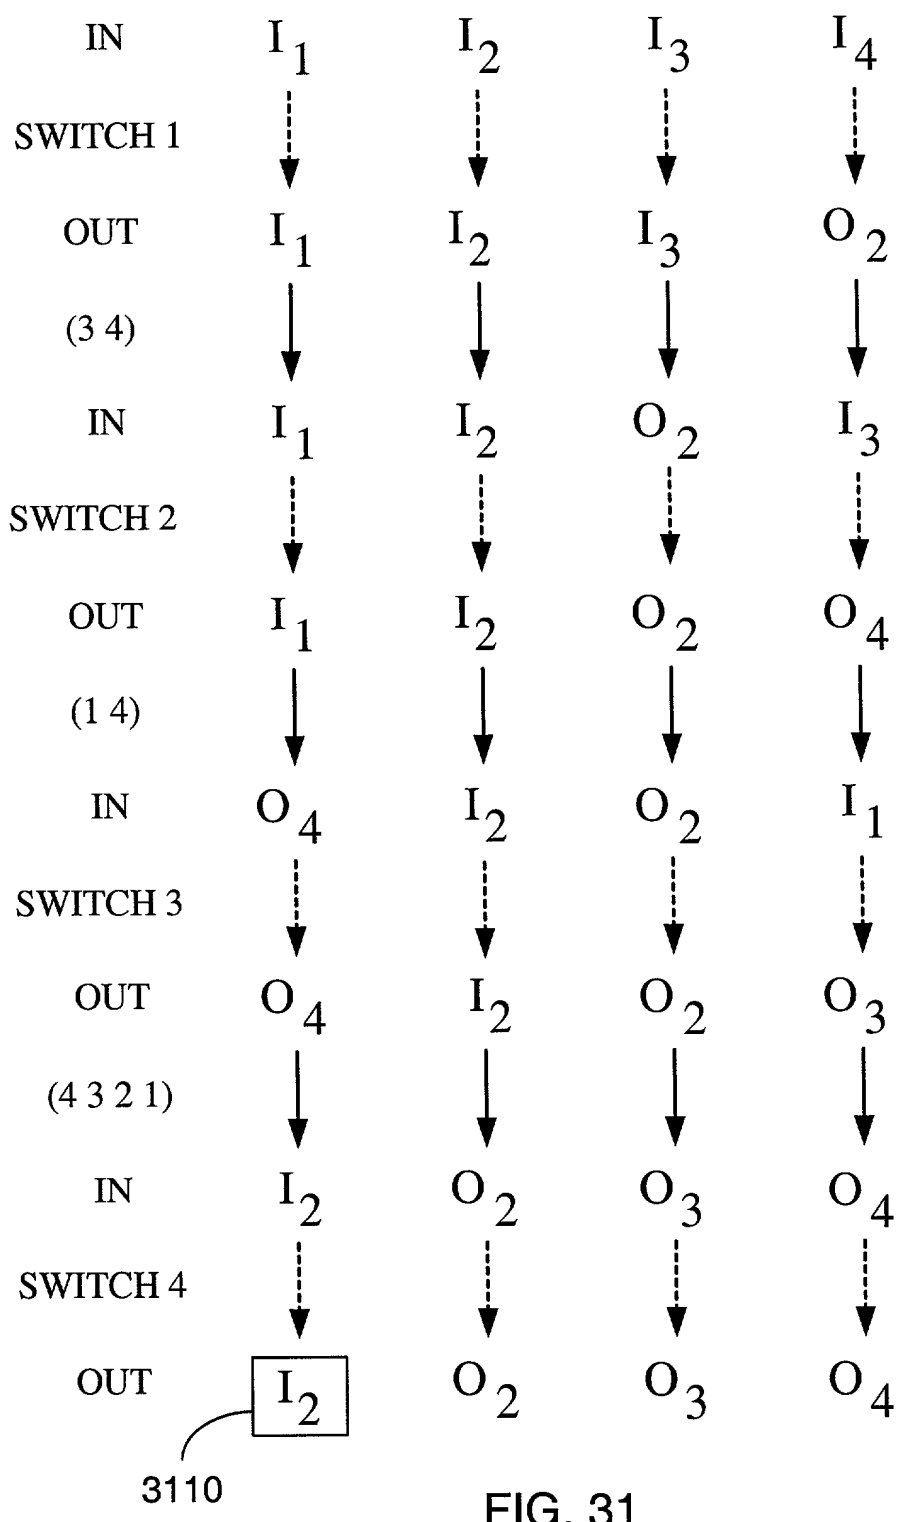 IN I1 I2 I3 I4
SWITCH 1
OUT I1 I2 I3 O2
(3 4)
IN I1 I2 O2 I3
SWITCH 2
OUT I1 I2 O2 O4
(1 4)
IN O4 I2 O2 I1
SWITCH 3
OUT O4 I2 O2 O3
(4 3 2 1)
IN I2 O2 O3 O4
SWITCH 4
OUT I2 O2 O3 O4
3110
FIG. 31